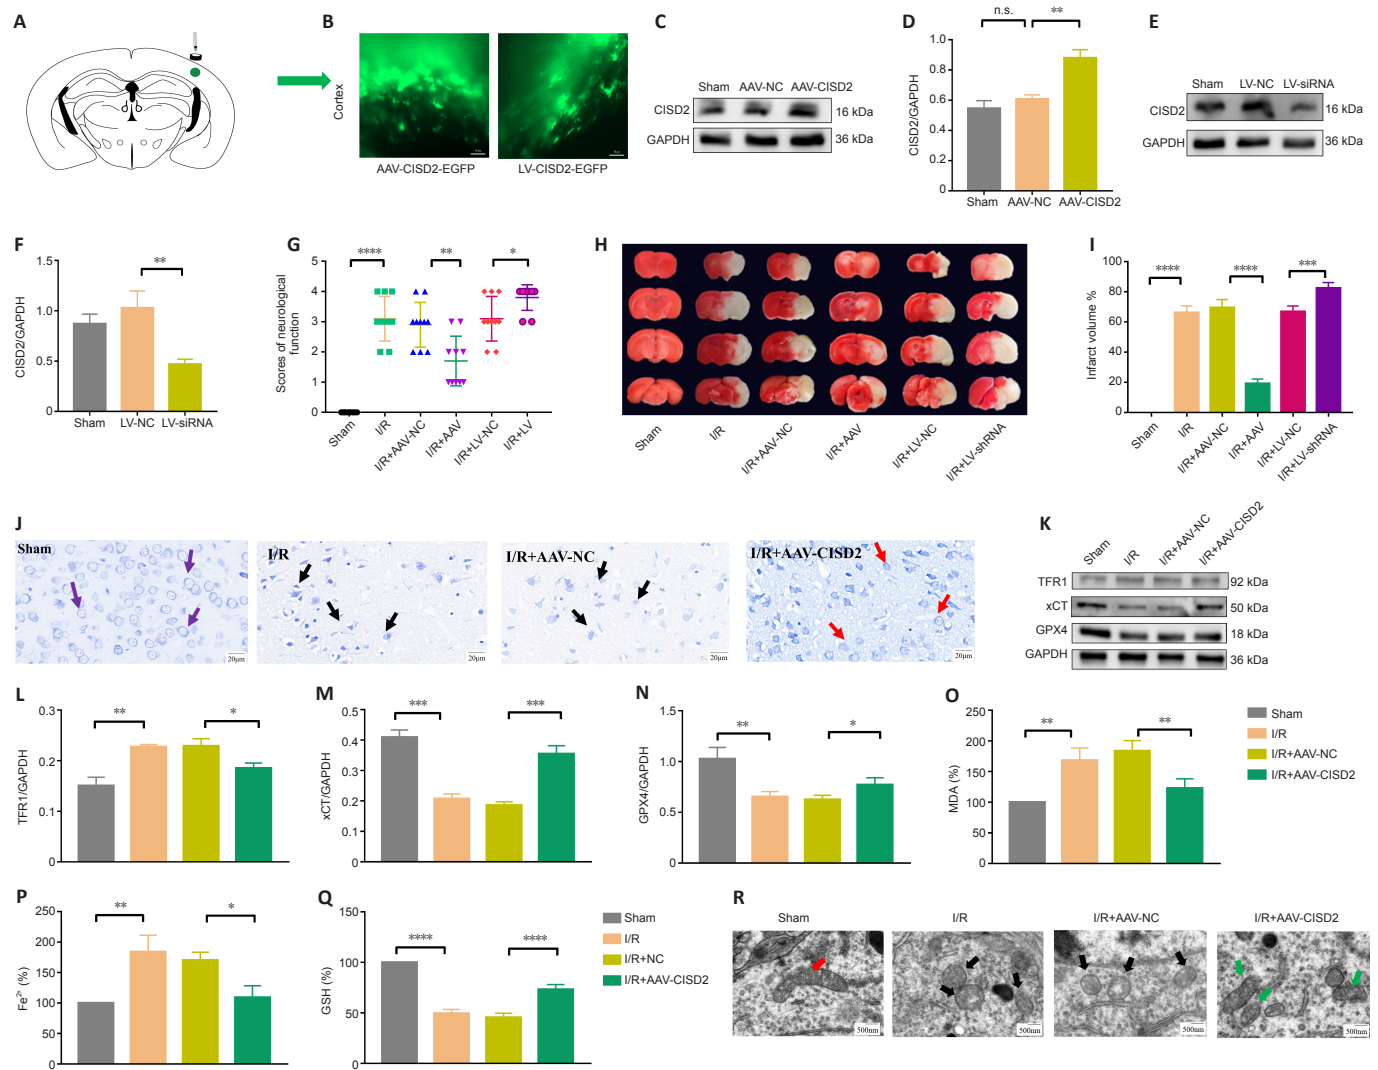 A
B
Cortex
AAV-CISD2-EGFP
LV-CISD2-EGFP
C
Sham AAV-NC AAV-CISD2
CISD2
16 kDa
GAPDH
36 kDa
D
n.s.
**
CISD2/GAPDH
1.0
0.8
0.6
0.4
0.2
0
Sham AAV-NC AAV-CISD2
E
Sham LV-NC LV-siRNA
CISD2
16 kDa
GAPDH
36 kDa
F
**
CISD2/GAPDH
1.5
1.0
0.5
0
Sham LV-NC LV-siRNA
G
**** ** *
Scores of neurological
function
5
4
3
2
1
0
Sham
I/R
I/R+AAV-NC
I/R+AAV
I/R+LV-NC
I/R+LV
H
Sham
I/R
I/R+AAV-NC
I/R+AAV
I/R+LV-NC
I/R+LV-shRNA
I
**** **** ***
Infarct volume %
100
80
60
40
20
0
Sham
I/R
I/R+AAV-NC
I/R+AAV
I/R+LV-NC
I/R+LV-shRNA
J
Sham
20μm
I/R
20μm
I/R+AAV-NC
20μm
I/R+AAV-CISD2
20μm
K
Sham
I/R
I/R+AAV-NC
I/R+AAV-CISD2
TFR1
92 kDa
xCT
50 kDa
GPX4
18 kDa
GAPDH
36 kDa
L
** *
TFR1/GAPDH
0.3
0.2
0.1
0
M
*** ***
xCT/GAPDH
0.5
0.4
0.3
0.2
0.1
0
N
** *
GPX4/GAPDH
1.5
1.0
0.5
0
O
** **
MDA (%)
250
200
150
100
50
0
Sham
I/R
I/R+AAV-NC
I/R+AAV-CISD2
P
** *
Fe²⁺ (%)
250
200
150
100
50
0
Q
**** ****
GSH (%)
150
100
50
0
Sham
I/R
I/R+NC
I/R+AAV-CISD2
R
Sham
500nm
I/R
500nm
I/R+AAV-NC
500nm
I/R+AAV-CISD2
500nm